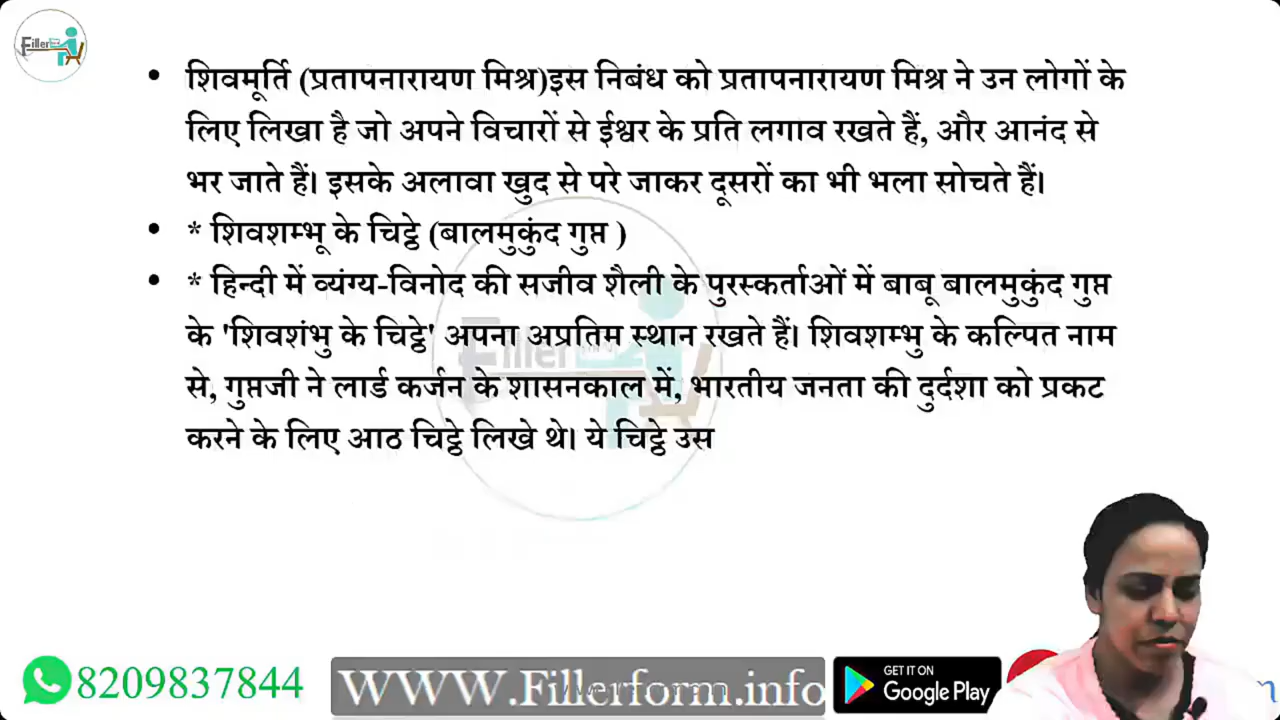 Fillerform
• शिवमूर्ति (प्रतापनारायण मिश्र)इस निबंध को प्रतापनारायण मिश्र ने उन लोगों के
लिए लिखा है जो अपने विचारों से ईश्वर के प्रति लगाव रखते हैं, और आनंद से
भर जाते हैं। इसके अलावा खुद से परे जाकर दूसरों का भी भला सोचते हैं।
• * शिवशम्भू के चिट्ठे (बालमुकुंद गुप्त )
• * हिन्दी में व्यंग्य-विनोद की सजीव शैली के पुरस्कर्ताओं में बाबू बालमुकुंद गुप्त
के 'शिवशंभु के चिट्ठे' अपना अप्रतिम स्थान रखते हैं। शिवशम्भु के कल्पित नाम
से, गुप्तजी ने लार्ड कर्जन के शासनकाल में, भारतीय जनता की दुर्दशा को प्रकट
करने के लिए आठ चिट्ठे लिखे थे। ये चिट्ठे उस
8209837844
WWW.Fillerform.info
GET IT ON
Google Play